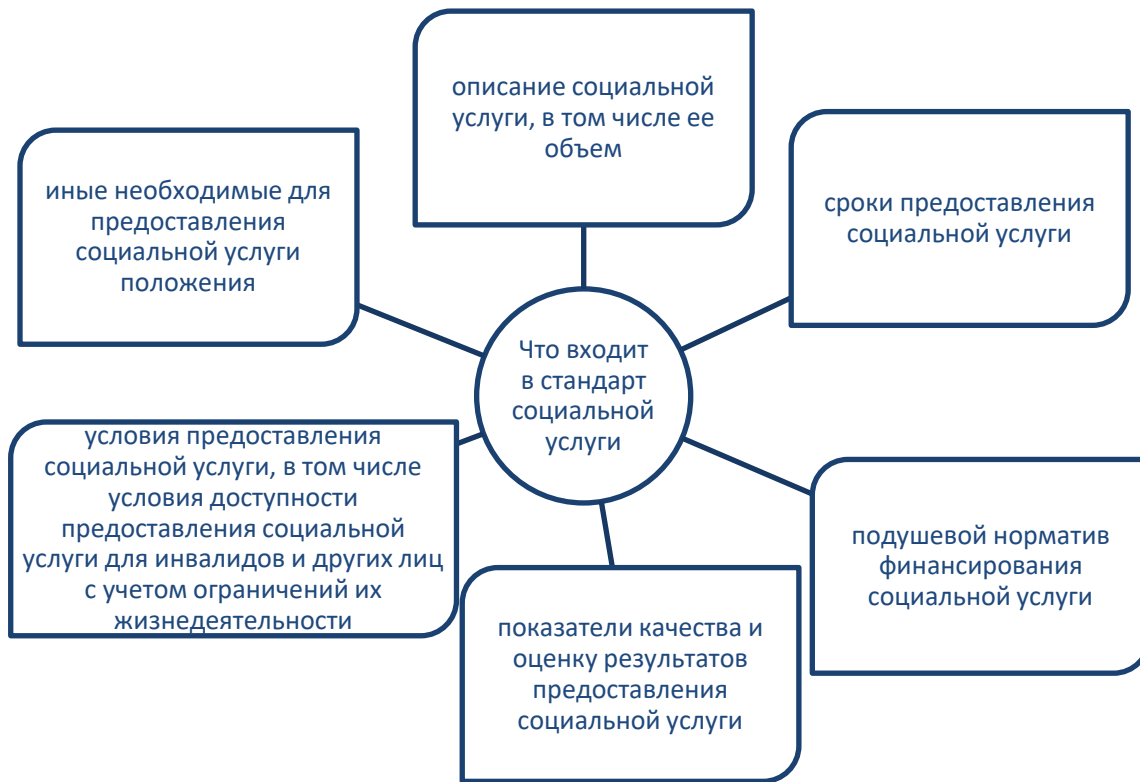 описание социальной
услуги, в том числе ее
объем
сроки предоставления
социальной услуги
подушевой норматив
финансирования
социальной услуги
показатели качества и
оценку результатов
предоставления
социальной услуги
условия предоставления
социальной услуги, в том числе
условия доступности
предоставления социальной
услуги для инвалидов и других лиц
с учетом ограничений их
жизнедеятельности
иные необходимые для
предоставления
социальной услуги
положения
Что входит
в стандарт
социальной
услуги